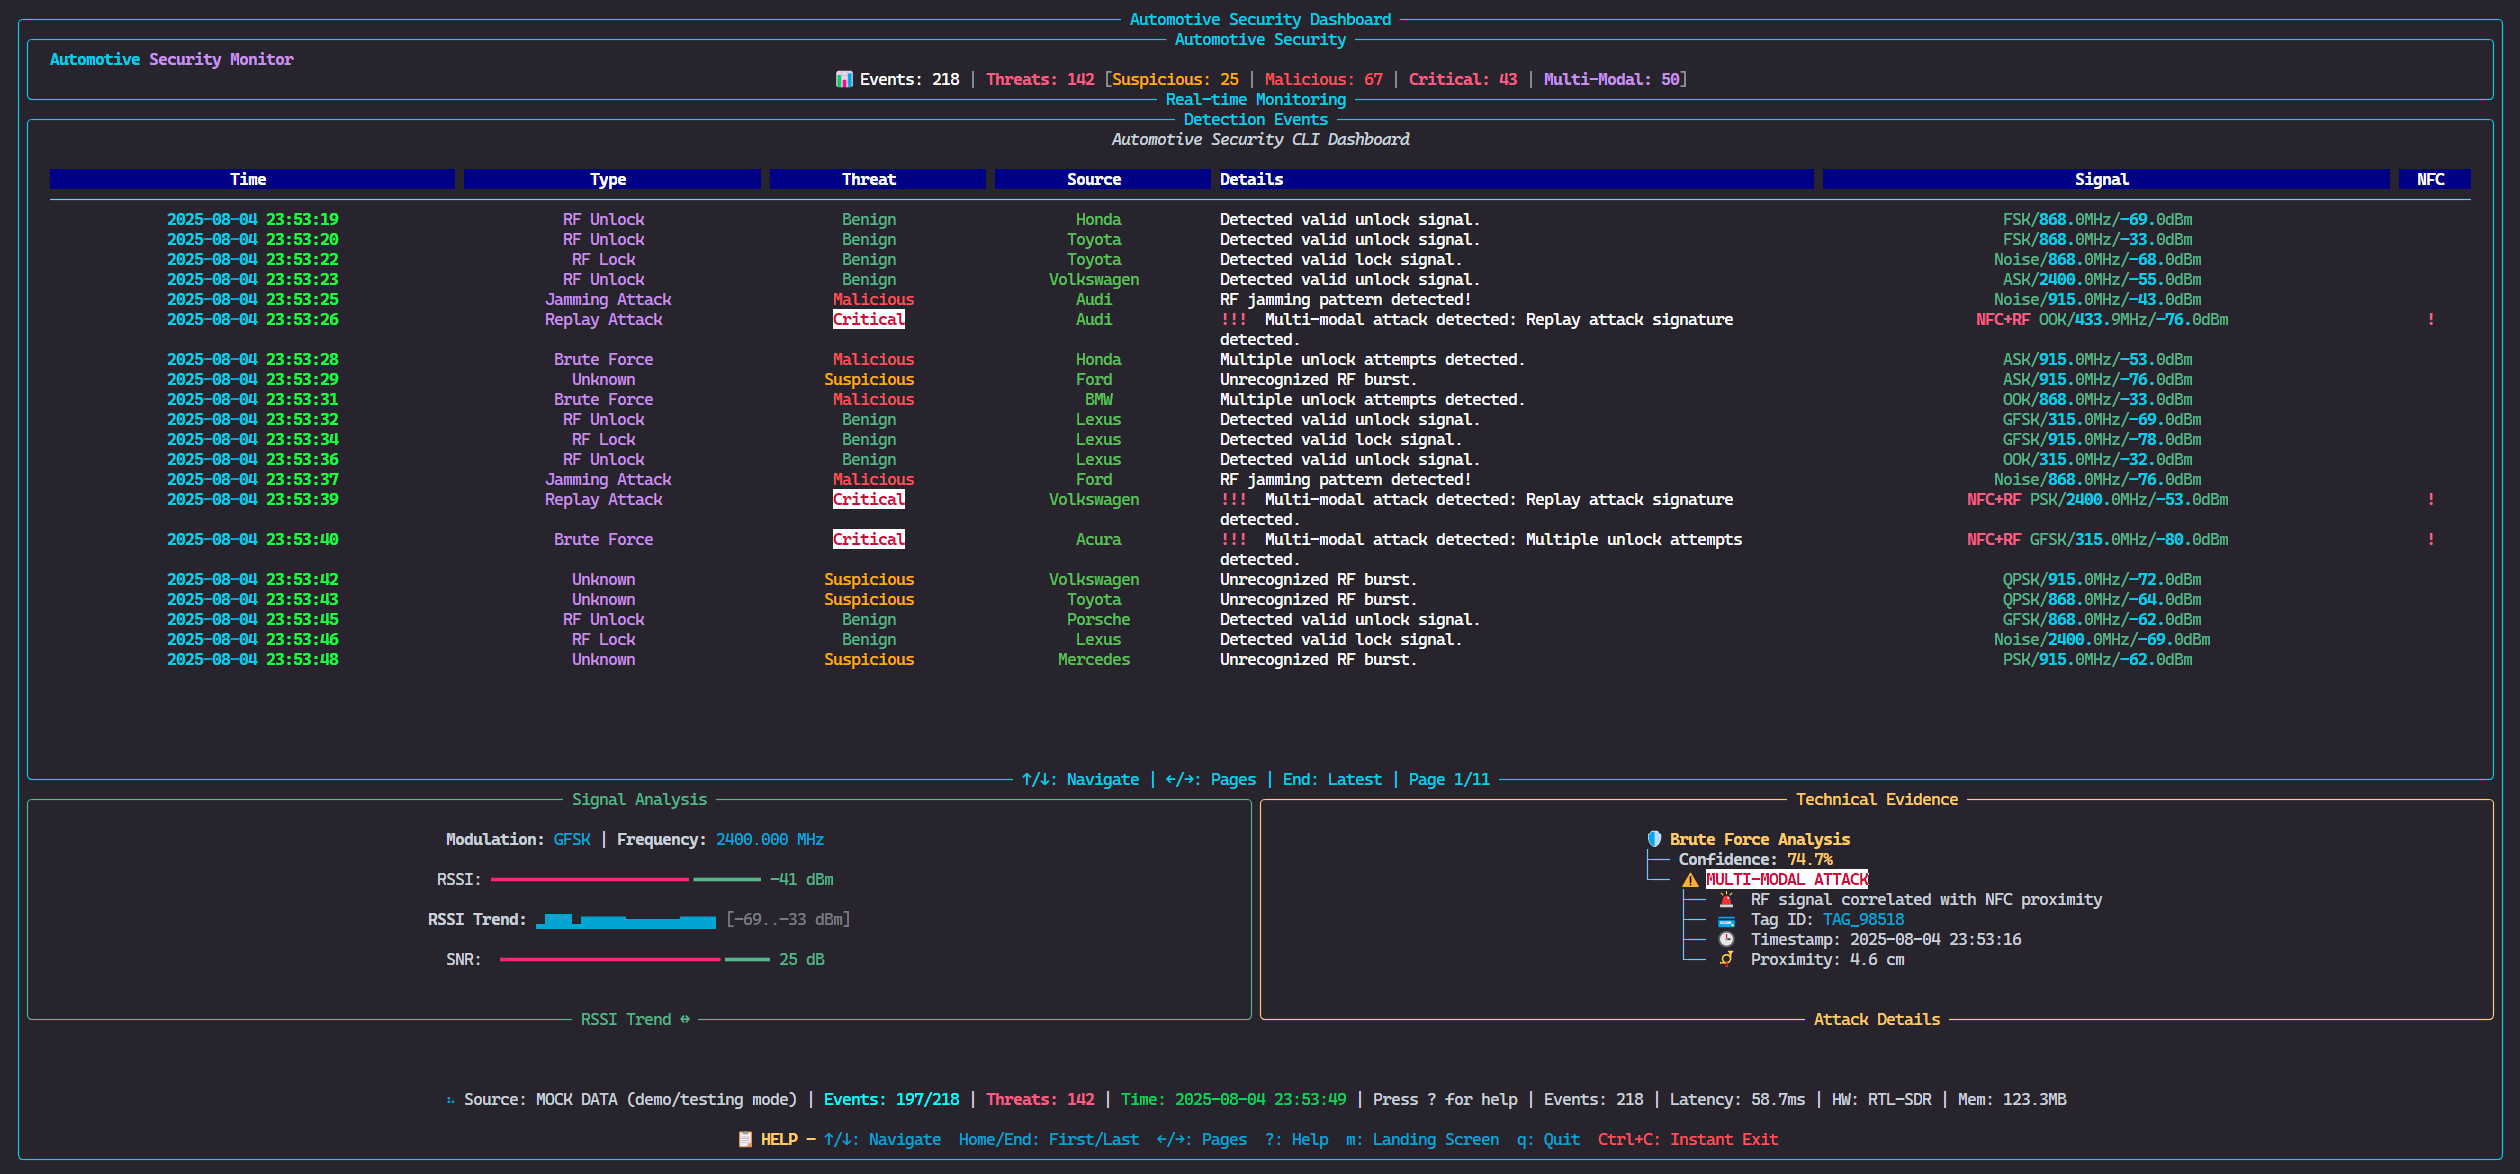 Automotive Security Dashboard
Automotive Security
Automotive Security Monitor
📊 Events: 218 | Threats: 142 [Suspicious: 25 | Malicious: 67 | Critical: 43 | Multi-Modal: 50]
Real-time Monitoring
Detection Events
Automotive Security CLI Dashboard
Time Type Threat Source Details Signal NFC
2025-08-04 23:53:19 RF Unlock Benign Honda Detected valid unlock signal. FSK/868.0MHz/-69.0dBm
2025-08-04 23:53:20 RF Unlock Benign Toyota Detected valid unlock signal. FSK/868.0MHz/-33.0dBm
2025-08-04 23:53:22 RF Lock Benign Toyota Detected valid lock signal. Noise/868.0MHz/-68.0dBm
2025-08-04 23:53:23 RF Unlock Benign Volkswagen Detected valid unlock signal. ASK/2400.0MHz/-55.0dBm
2025-08-04 23:53:25 Jamming Attack Malicious Audi RF jamming pattern detected! Noise/915.0MHz/-43.0dBm
2025-08-04 23:53:26 Replay Attack Critical Audi !!! Multi-modal attack detected: Replay attack signature NFC+RF OOK/433.9MHz/-76.0dBm !
detected.
2025-08-04 23:53:28 Brute Force Malicious Honda Multiple unlock attempts detected. ASK/915.0MHz/-53.0dBm
2025-08-04 23:53:29 Unknown Suspicious Ford Unrecognized RF burst. ASK/915.0MHz/-76.0dBm
2025-08-04 23:53:31 Brute Force Malicious BMW Multiple unlock attempts detected. OOK/868.0MHz/-33.0dBm
2025-08-04 23:53:32 RF Unlock Benign Lexus Detected valid unlock signal. GFSK/315.0MHz/-69.0dBm
2025-08-04 23:53:34 RF Lock Benign Lexus Detected valid lock signal. GFSK/915.0MHz/-78.0dBm
2025-08-04 23:53:36 RF Unlock Benign Lexus Detected valid unlock signal. OOK/315.0MHz/-32.0dBm
2025-08-04 23:53:37 Jamming Attack Malicious Ford RF jamming pattern detected! Noise/868.0MHz/-76.0dBm
2025-08-04 23:53:39 Replay Attack Critical Volkswagen !!! Multi-modal attack detected: Replay attack signature NFC+RF PSK/2400.0MHz/-53.0dBm !
detected.
2025-08-04 23:53:40 Brute Force Critical Acura !!! Multi-modal attack detected: Multiple unlock attempts NFC+RF GFSK/315.0MHz/-80.0dBm !
detected.
2025-08-04 23:53:42 Unknown Suspicious Volkswagen Unrecognized RF burst. QPSK/915.0MHz/-72.0dBm
2025-08-04 23:53:43 Unknown Suspicious Toyota Unrecognized RF burst. QPSK/868.0MHz/-64.0dBm
2025-08-04 23:53:45 RF Unlock Benign Porsche Detected valid unlock signal. GFSK/868.0MHz/-62.0dBm
2025-08-04 23:53:46 RF Lock Benign Lexus Detected valid lock signal. Noise/2400.0MHz/-69.0dBm
2025-08-04 23:53:48 Unknown Suspicious Mercedes Unrecognized RF burst. PSK/915.0MHz/-62.0dBm
↑/↓: Navigate | ←/→: Pages | End: Latest | Page 1/11
Signal Analysis
Modulation: GFSK | Frequency: 2400.000 MHz
RSSI: -41 dBm
RSSI Trend: [-69..-33 dBm]
SNR: 25 dB
RSSI Trend ↔
Technical Evidence
🛡️ Brute Force Analysis
Confidence: 74.7%
⚠️ MULTI-MODAL ATTACK
🚨 RF signal correlated with NFC proximity
💳 Tag ID: TAG_98518
🕒 Timestamp: 2025-08-04 23:53:16
Proximity: 4.6 cm
Attack Details
Source: MOCK DATA (demo/testing mode) | Events: 197/218 | Threats: 142 | Time: 2025-08-04 23:53:49 | Press ? for help | Events: 218 | Latency: 58.7ms | HW: RTL-SDR | Mem: 123.3MB
📋 HELP - ↑/↓: Navigate Home/End: First/Last ←/→: Pages ?: Help m: Landing Screen q: Quit Ctrl+C: Instant Exit